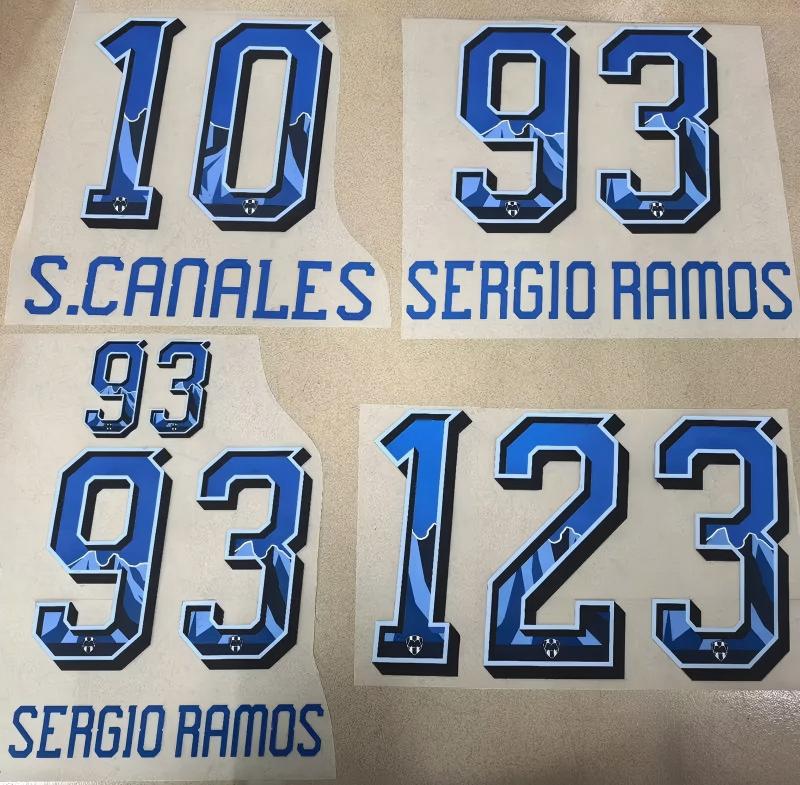 10
S.CANALES
93
SERGIO RAMOS
93
93
SERGIO RAMOS
123